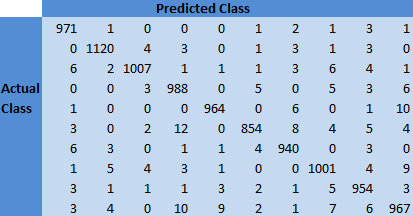 Predicted Class
971 1 0 0 0 1 2 1 3 1
0 1120 4 3 0 1 3 1 3 0
6 2 1007 1 1 1 3 6 4 1
Actual 0 0 3 988 0 5 0 5 3 6
Class 1 0 0 0 964 0 6 0 1 10
3 0 2 12 0 854 8 4 5 4
6 3 0 1 1 4 940 0 3 0
1 5 4 3 1 0 0 1001 4 9
3 1 1 1 3 2 1 5 954 3
3 4 0 10 9 2 1 7 6 967